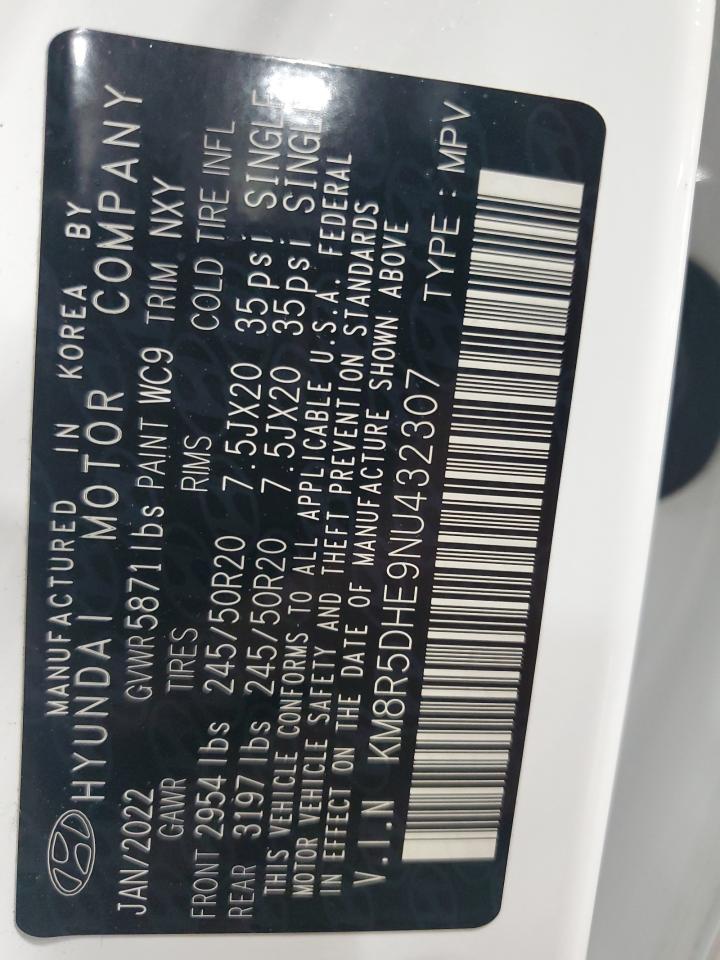 MANUFACTURED IN KOREA BY
HYUNDAI MOTOR COMPANY
JAN/2022 GVWR 5871 lbs PAINT WC9 TRIM NXY
GAWR TIRES RIMS COLD TIRE INFL
FRONT 2954 lbs 245/50R20 7.5JX20 35psi SINGLE
REAR 3197 lbs 245/50R20 7.5JX20 35psi SINGLE
THIS VEHICLE CONFORMS TO ALL APPLICABLE U.S.A. FEDERAL
MOTOR VEHICLE SAFETY AND THEFT PREVENTION STANDARDS
IN EFFECT ON THE DATE OF MANUFACTURE SHOWN ABOVE
V.I.N KM8R5DHE9NU432307 TYPE : MPV